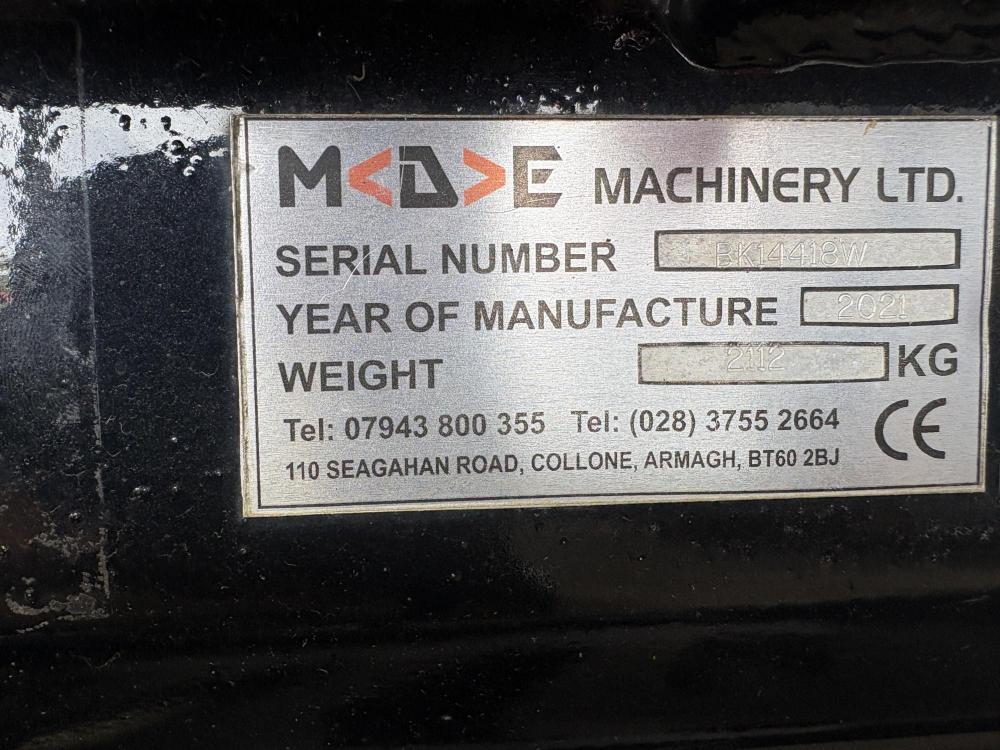 M<D>E MACHINERY LTD.
SERIAL NUMBER BK14418W
YEAR OF MANUFACTURE 2021
WEIGHT 2112 KG
Tel: 07943 800 355 Tel: (028) 3755 2664
110 SEAGAHAN ROAD, COLLONE, ARMAGH, BT60 2BJ
CE